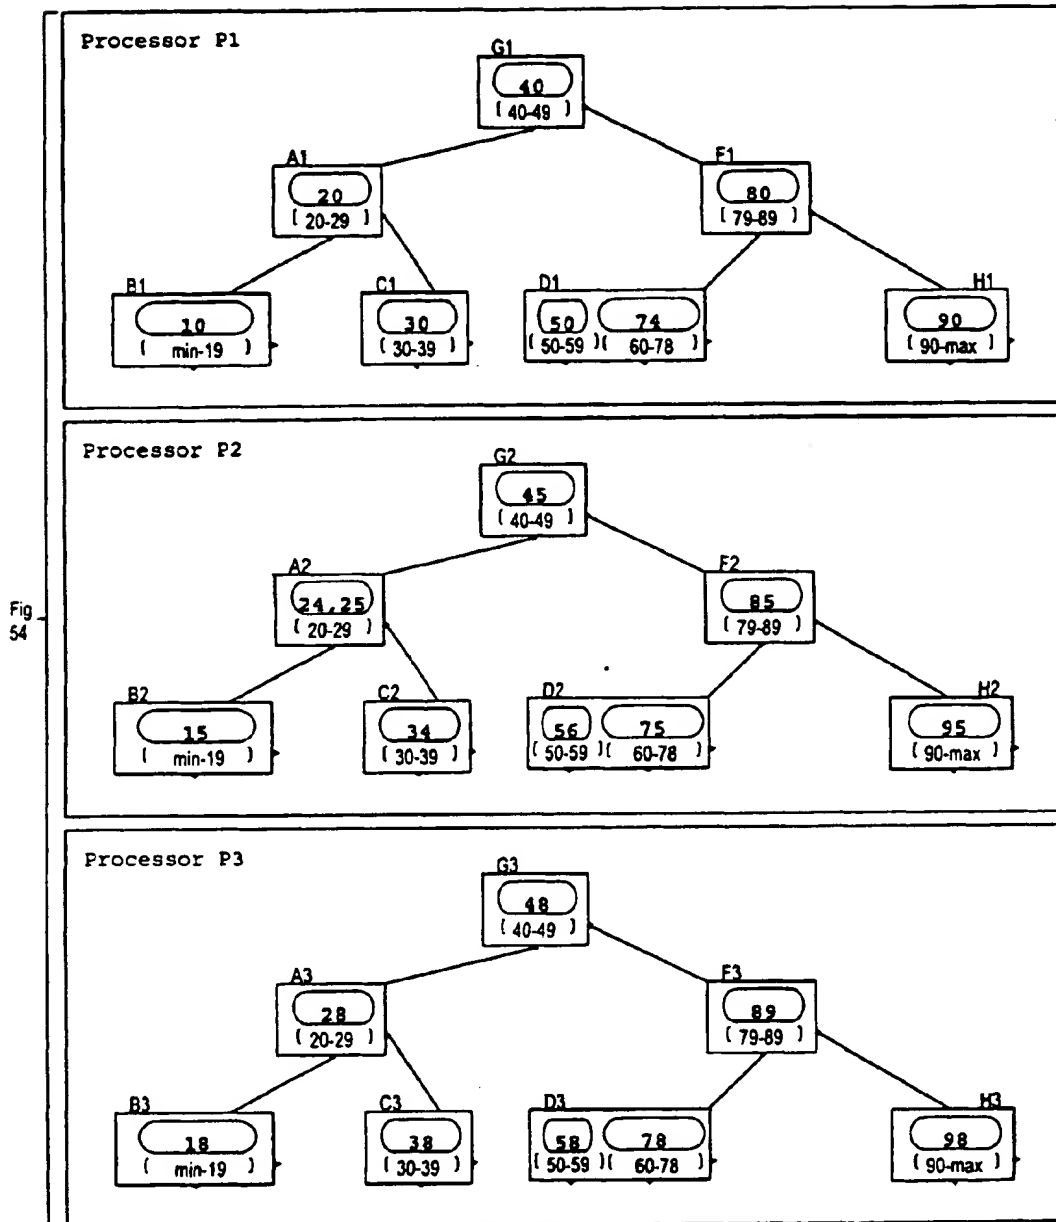 Processor P1
G1
40
( 40-49 )
A1
F1
20
( 20-29 )
80
( 79-89 )
B1
C1
D1
H1
10
( min-19 )
30
( 30-39 )
50
74
(50-59 )( 60-78 )
90
( 90-max )
Processor P2
G2
45
( 40-49 )
A2
F2
24,25
( 20-29 )
85
( 79-89 )
Fig
54
B2
C2
D2
H2
15
( min-19 )
34
( 30-39 )
56
75
( 50-59 )( 60-78 )
95
( 90-max )
Processor P3
G3
48
( 40-49 )
A3
F3
28
( 20-29 )
89
( 79-89 )
B3
C3
D3
H3
18
( min-19 )
38
( 30-39 )
58
78
( 50-59 )( 60-78 )
98
( 90-max )